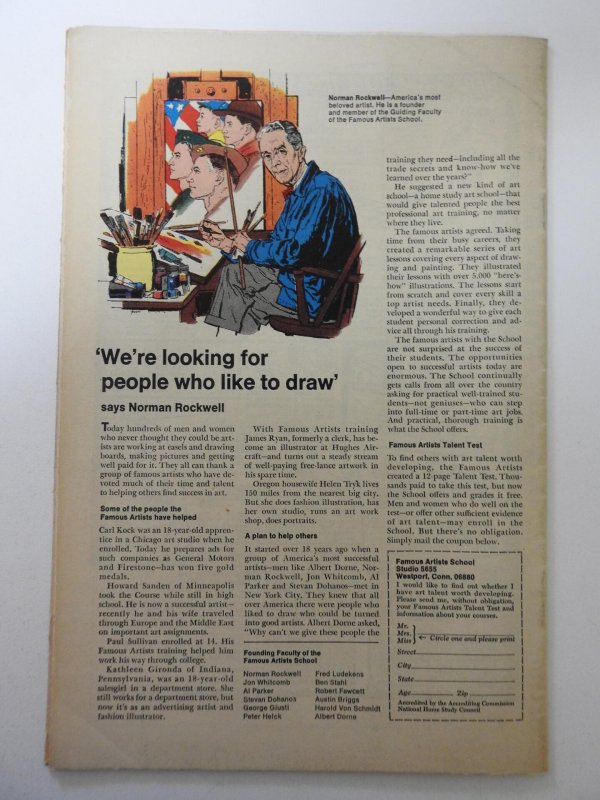 Norman Rockwell—America's most
beloved artist. He is a founder
and member of the Guiding Faculty
of the Famous Artists School.
'We're looking for
people who like to draw'
says Norman Rockwell
Today hundreds of men and women
who never thought they could be art-
ists are working at easels and drawing
boards, making pictures and getting
well paid for it. They all can thank a
group of famous artists who have de-
voted much of their time and talent
to helping others find success in art.
Some of the people the
Famous Artists have helped
Carl Kock was an 18-year-old appren-
tice in a Chicago art studio when he
enrolled. Today he prepares ads for
such companies as General Motors
and Firestone—has won five gold
medals.
Howard Sanden of Minneapolis
took the Course while still in high
school. He is now a successful artist—
recently he and his wife traveled
through Europe and the Middle East
on important art assignments.
Paul Sullivan enrolled at 14. His
Famous Artists training helped him
work his way through college.
Kathleen Gironda of Indiana,
Pennsylvania, was an 18-year-old
salesgirl in a department store. She
still works for a department store, but
now it's as an advertising artist and
fashion illustrator.
With Famous Artists training
James Ryan, formerly a clerk, has be-
come an illustrator at Hughes Air-
craft—and turns out a steady stream
of well-paying free-lance artwork in
his spare time.
Oregon housewife Helen Tryk lives
150 miles from the nearest big city.
But she does fashion illustration, has
her own studio, runs an art work
shop, does portraits.
A plan to help others
It started over 18 years ago when a
group of America's most successful
artists—men like Albert Dorne, Nor-
man Rockwell, Jon Whitcomb, Al
Parker and Stevan Dohanos—met in
New York City. They knew that all
over America there were people who
liked to draw who could be turned
into good artists. Albert Dorne asked,
"Why can't we give these people the
Founding Faculty of the
Famous Artists School
Norman Rockwell
Jon Whitcomb
Al Parker
Stevan Dohanos
George Giusti
Peter Helck
Fred Ludekens
Ben Stahl
Robert Fawcett
Austin Briggs
Harold Von Schmidt
Albert Dorne
training they need—including all the
trade secrets and know-how we've
learned over the years?"
He suggested a new kind of art
school—a home study art school—that
would give talented people the best
professional art training, no matter
where they live.
The famous artists agreed. Taking
time from their busy careers, they
created a remarkable series of art
lessons covering every aspect of draw-
ing and painting. They illustrated
their lessons with over 5,000 "here's-
how" illustrations. The lessons start
from scratch and cover every skill a
top artist needs. Finally, they de-
veloped a wonderful way to give each
student personal correction and ad-
vice all through his training.
The famous artists with the School
are not surprised at the success of
their students. The opportunities
open to successful artists today are
enormous. The School continually
gets calls from all over the country
asking for practical well-trained stu-
dents—not geniuses—who can step
into full-time or part-time art jobs.
And practical, thorough training is
what the School offers.
Famous Artists Talent Test
To find others with art talent worth
developing, the Famous Artists
created a 12-page Talent Test. Thou-
sands paid to take this test, but now
the School offers and grades it free.
Men and women who do well on the
test—or offer other sufficient evidence
of art talent—may enroll in the
School. But there's no obligation.
Simply mail the coupon below.
Famous Artists School
Studio 5655
Westport, Conn. 06880
I would like to find out whether I
have art talent worth developing.
Please send me, without obligation,
your Famous Artists Talent Test and
information about your courses.
Mr.
Mrs. ← Circle one and please print
Miss
Street
City
State
Age Zip
Accredited by the Accrediting Commission
National Home Study Council